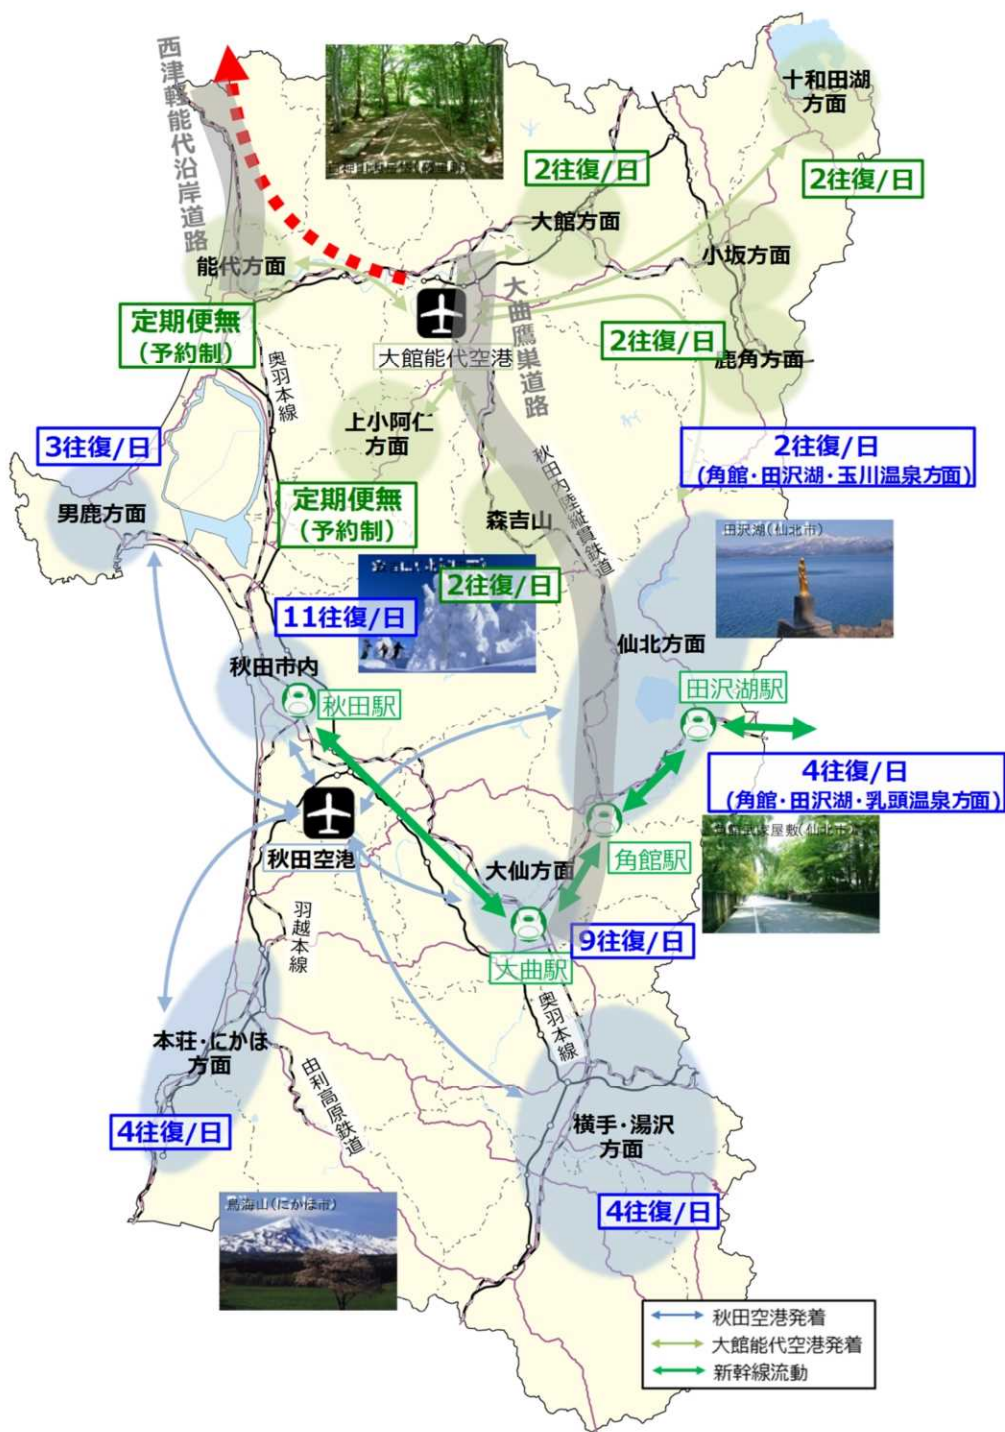 西津軽能代沿岸道路
十和田湖
方面
2往復/日
2往復/日
大館方面
小坂方面
能代方面
大館能代空港
大曲鷹巣道路
定期便無
(予約制)
2往復/日
鹿角方面
奥羽本線
上小阿仁
方面
3往復/日
男鹿方面
定期便無
(予約制)
森吉山
秋田内陸縦貫鉄道
2往復/日
(角館・田沢湖・玉川温泉方面)
田沢湖(仙北市)
2往復/日
11往復/日
仙北方面
秋田市内
秋田駅
田沢湖駅
4往復/日
(角館・田沢湖・乳頭温泉方面)
秋田空港
角館駅
大仙方面
9往復/日
大曲駅
羽越本線
奥羽本線
本荘・にかほ
方面
由利高原鉄道
4往復/日
横手・湯沢
方面
4往復/日
鳥海山(にかほ市)
秋田空港発着
大館能代空港発着
新幹線流動